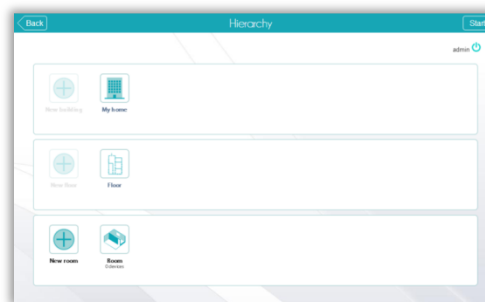 Back
Hierarchy
Start
admin
New building
My home
New floor
Floor
New room
Room